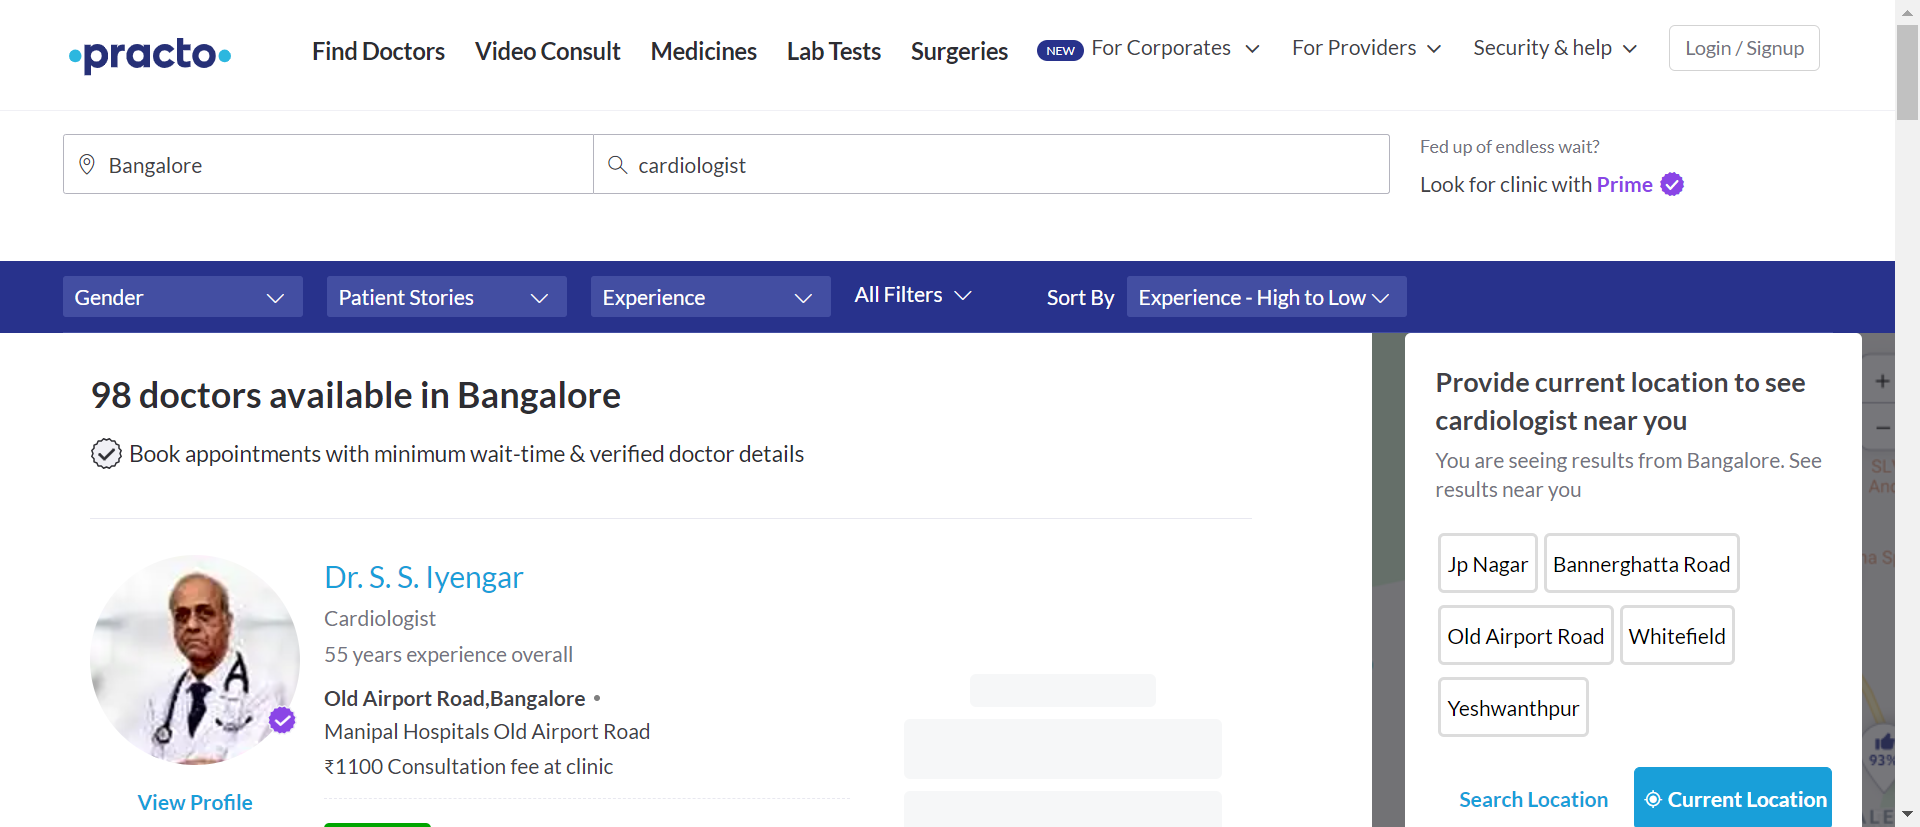 practo
Find Doctors
Video Consult
Medicines
Lab Tests
Surgeries
NEW
For Corporates
For Providers
Security & help
Login / Signup
Bangalore
cardiologist
Fed up of endless wait?
Look for clinic with Prime
Gender
Patient Stories
Experience
All Filters
Sort By
Experience - High to Low
98 doctors available in Bangalore
Book appointments with minimum wait-time & verified doctor details
Dr. S. S. Iyengar
Cardiologist
55 years experience overall
Old Airport Road,Bangalore •
Manipal Hospitals Old Airport Road
₹1100 Consultation fee at clinic
View Profile
Provide current location to see
cardiologist near you
You are seeing results from Bangalore. See
results near you
Jp Nagar
Bannerghatta Road
Old Airport Road
Whitefield
Yeshwanthpur
Search Location
Current Location
+
−
93%